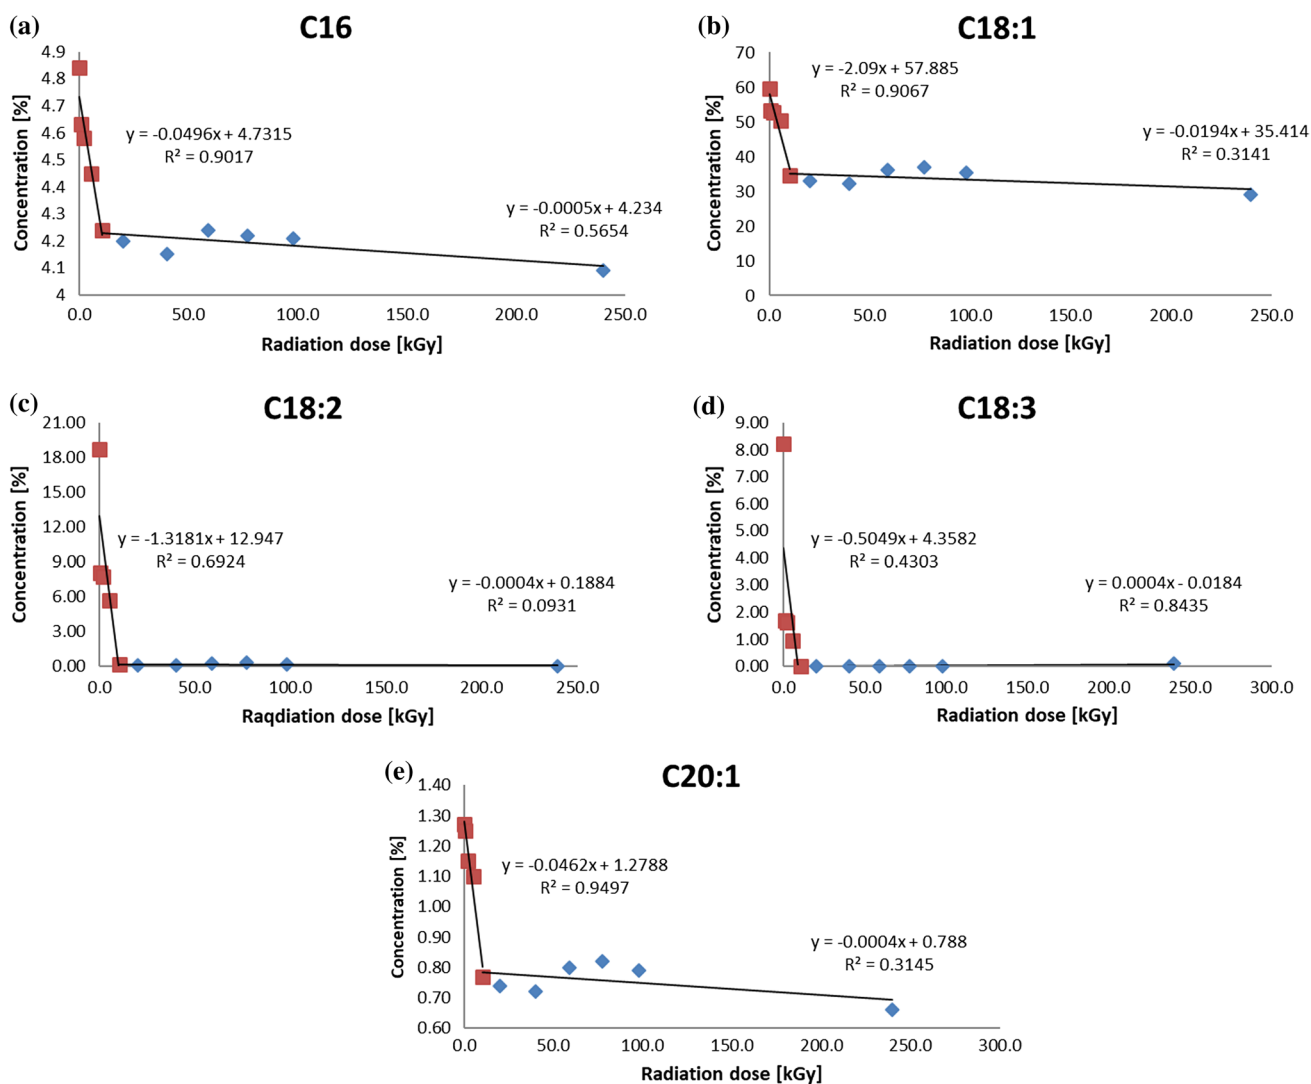 (a)
C16
4.9
4.8
4.7
4.6
4.5
4.4
4.3
4.2
4.1
4
Concentration [%]
y = -0.0496x + 4.7315
R² = 0.9017
y = -0.0005x + 4.234
R² = 0.5654
0.0 50.0 100.0 150.0 200.0 250.0
Radiation dose [kGy]
(b)
C18:1
70
60
50
40
30
20
10
0
Concentration [%]
y = -2.09x + 57.885
R² = 0.9067
y = -0.0194x + 35.414
R² = 0.3141
0.0 50.0 100.0 150.0 200.0 250.0
Radiation dose [kGy]
(c)
C18:2
21.00
18.00
15.00
12.00
9.00
6.00
3.00
0.00
Concentration [%]
y = -1.3181x + 12.947
R² = 0.6924
y = -0.0004x + 0.1884
R² = 0.0931
0.0 50.0 100.0 150.0 200.0 250.0
Raqdiation dose [kGy]
(d)
C18:3
9.00
8.00
7.00
6.00
5.00
4.00
3.00
2.00
1.00
0.00
Concentration [%]
y = -0.5049x + 4.3582
R² = 0.4303
y = 0.0004x - 0.0184
R² = 0.8435
0.0 50.0 100.0 150.0 200.0 250.0 300.0
Radiation dose [kGy]
(e)
C20:1
1.40
1.30
1.20
1.10
1.00
0.90
0.80
0.70
0.60
Concentration [%]
y = -0.0462x + 1.2788
R² = 0.9497
y = -0.0004x + 0.788
R² = 0.3145
0.0 50.0 100.0 150.0 200.0 250.0 300.0
Radiation dose [kGy]